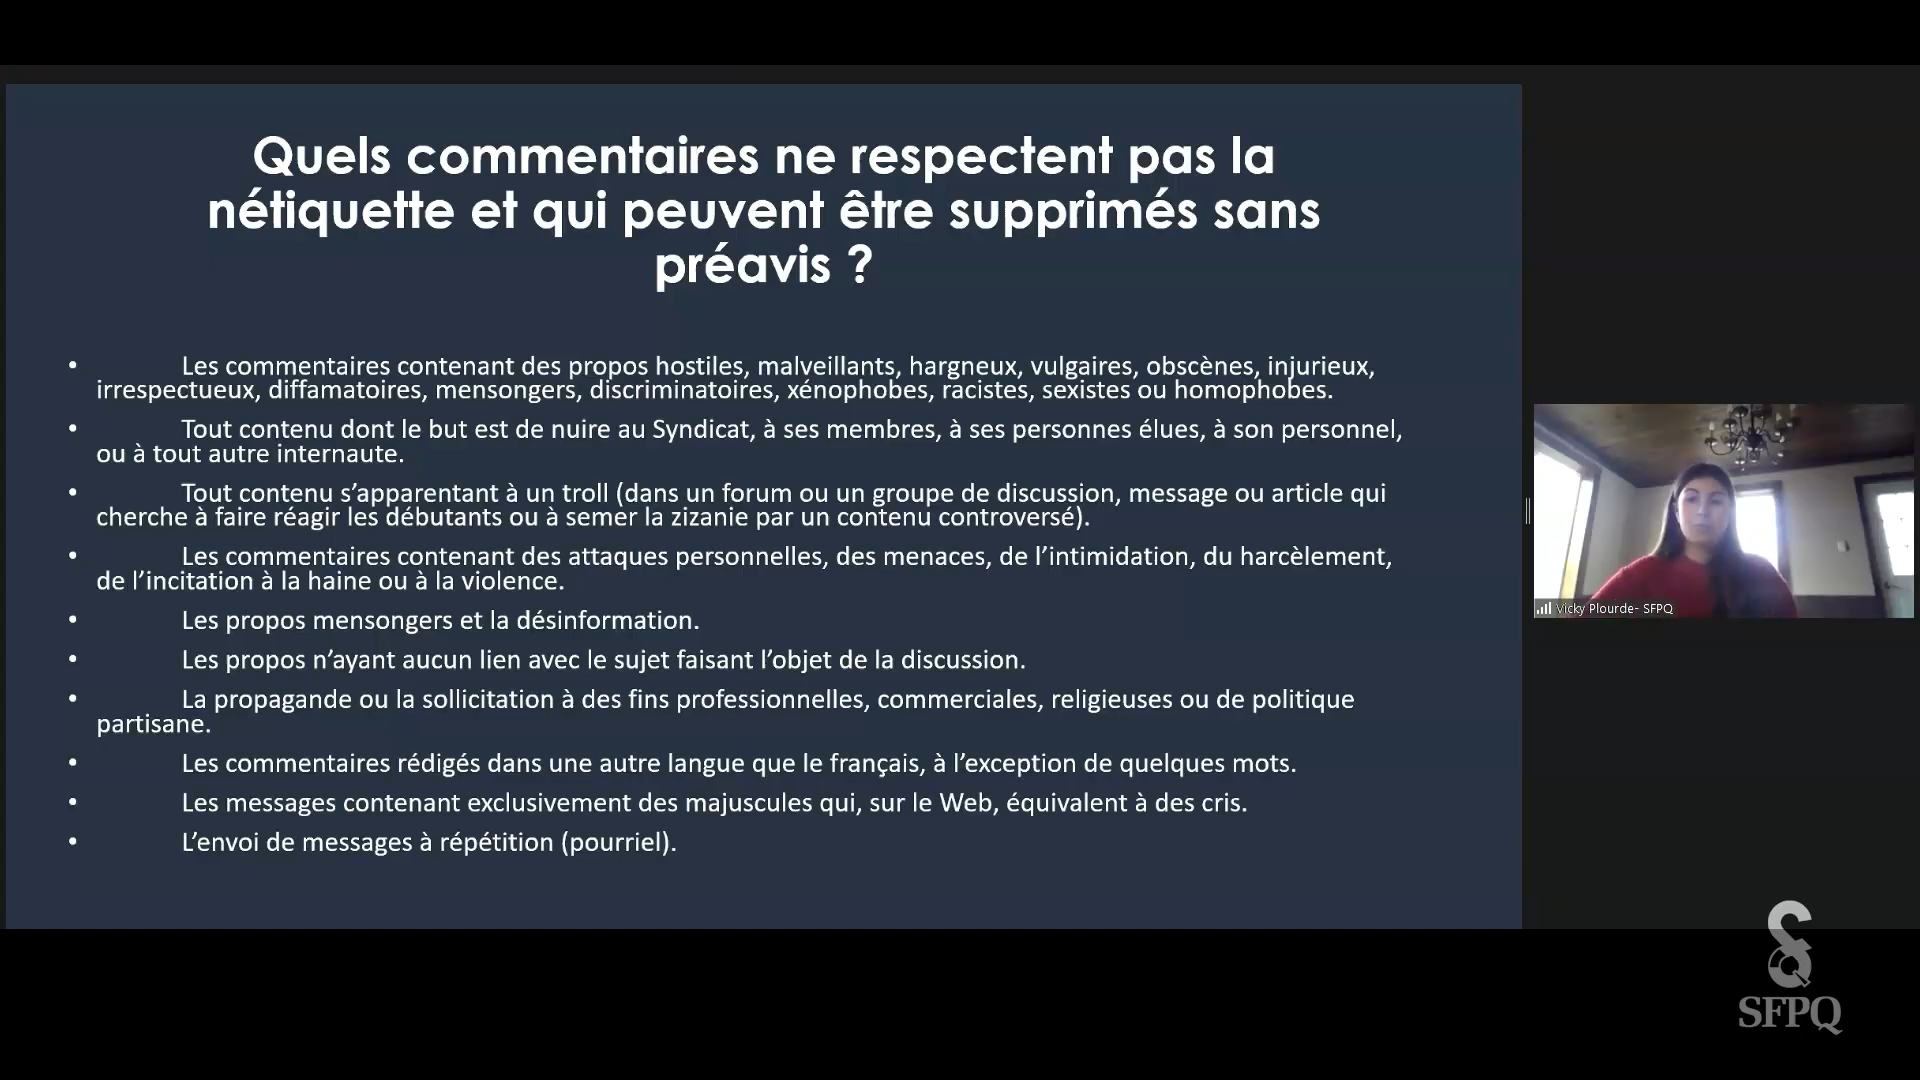 Quels commentaires ne respectent pas la
nétiquette et qui peuvent être supprimés sans
préavis ?
• Les commentaires contenant des propos hostiles, malveillants, hargneux, vulgaires, obscènes, injurieux,
irrespectueux, diffamatoires, mensongers, discriminatoires, xénophobes, racistes, sexistes ou homophobes.
• Tout contenu dont le but est de nuire au Syndicat, à ses membres, à ses personnes élues, à son personnel,
ou à tout autre internaute.
• Tout contenu s’apparentant à un troll (dans un forum ou un groupe de discussion, message ou article qui
cherche à faire réagir les débutants ou à semer la zizanie par un contenu controversé).
• Les commentaires contenant des attaques personnelles, des menaces, de l’intimidation, du harcèlement,
de l’incitation à la haine ou à la violence.
• Les propos mensongers et la désinformation.
• Les propos n’ayant aucun lien avec le sujet faisant l’objet de la discussion.
• La propagande ou la sollicitation à des fins professionnelles, commerciales, religieuses ou de politique
partisane.
• Les commentaires rédigés dans une autre langue que le français, à l’exception de quelques mots.
• Les messages contenant exclusivement des majuscules qui, sur le Web, équivalent à des cris.
• L’envoi de messages à répétition (pourriel).
Vicky Plourde- SFPQ
SFPQ